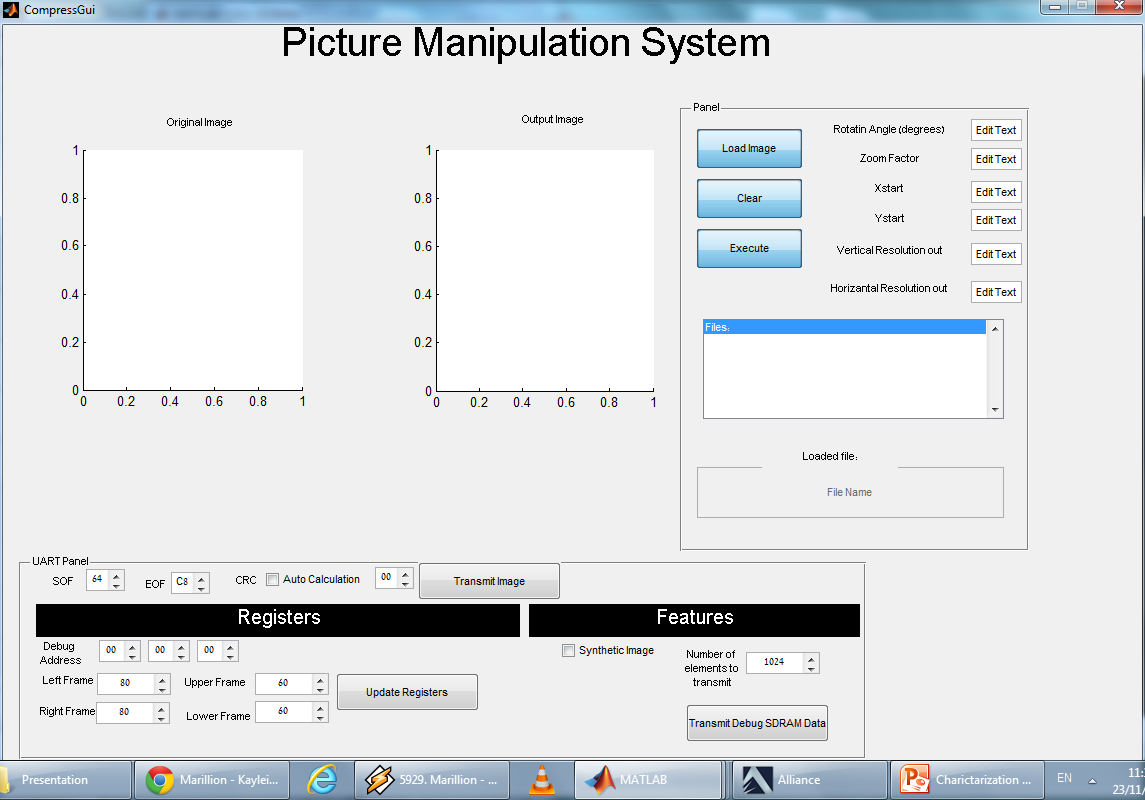 CompressGui
Picture Manipulation System
Original Image
1
0.8
0.6
0.4
0.2
0
0 0.2 0.4 0.6 0.8 1
Output Image
1
0.8
0.6
0.4
0.2
0
0 0.2 0.4 0.6 0.8 1
Panel
Load Image
Clear
Execute
Rotatin Angle (degrees) Edit Text
Zoom Factor Edit Text
Xstart Edit Text
Ystart Edit Text
Vertical Resolution out Edit Text
Horizantal Resolution out Edit Text
Files:
Loaded file:
File Name
UART Panel
SOF 64 EOF C8 CRC Auto Calculation 00 Transmit Image
Registers
Debug
Address
00 00 00
Left Frame 80 Upper Frame 60
Right Frame 80 Lower Frame 60
Update Registers
Features
Synthetic Image
Number of
elements to
transmit
1024
Transmit Debug SDRAM Data
Presentation Marillion - Kaylei... 5929. Marillion - ... MATLAB Alliance Charictarization ... EN
11:
23/11/